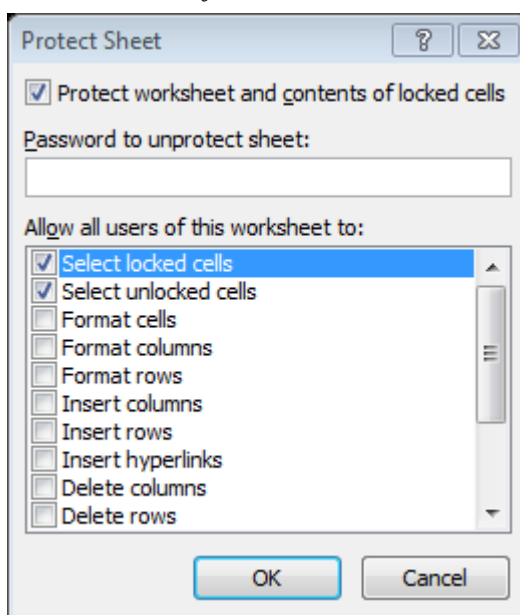 Protect Sheet
Protect worksheet and contents of locked cells
Password to unprotect sheet:
Allow all users of this worksheet to:
Select locked cells
Select unlocked cells
Format cells
Format columns
Format rows
Insert columns
Insert rows
Insert hyperlinks
Delete columns
Delete rows
OK Cancel